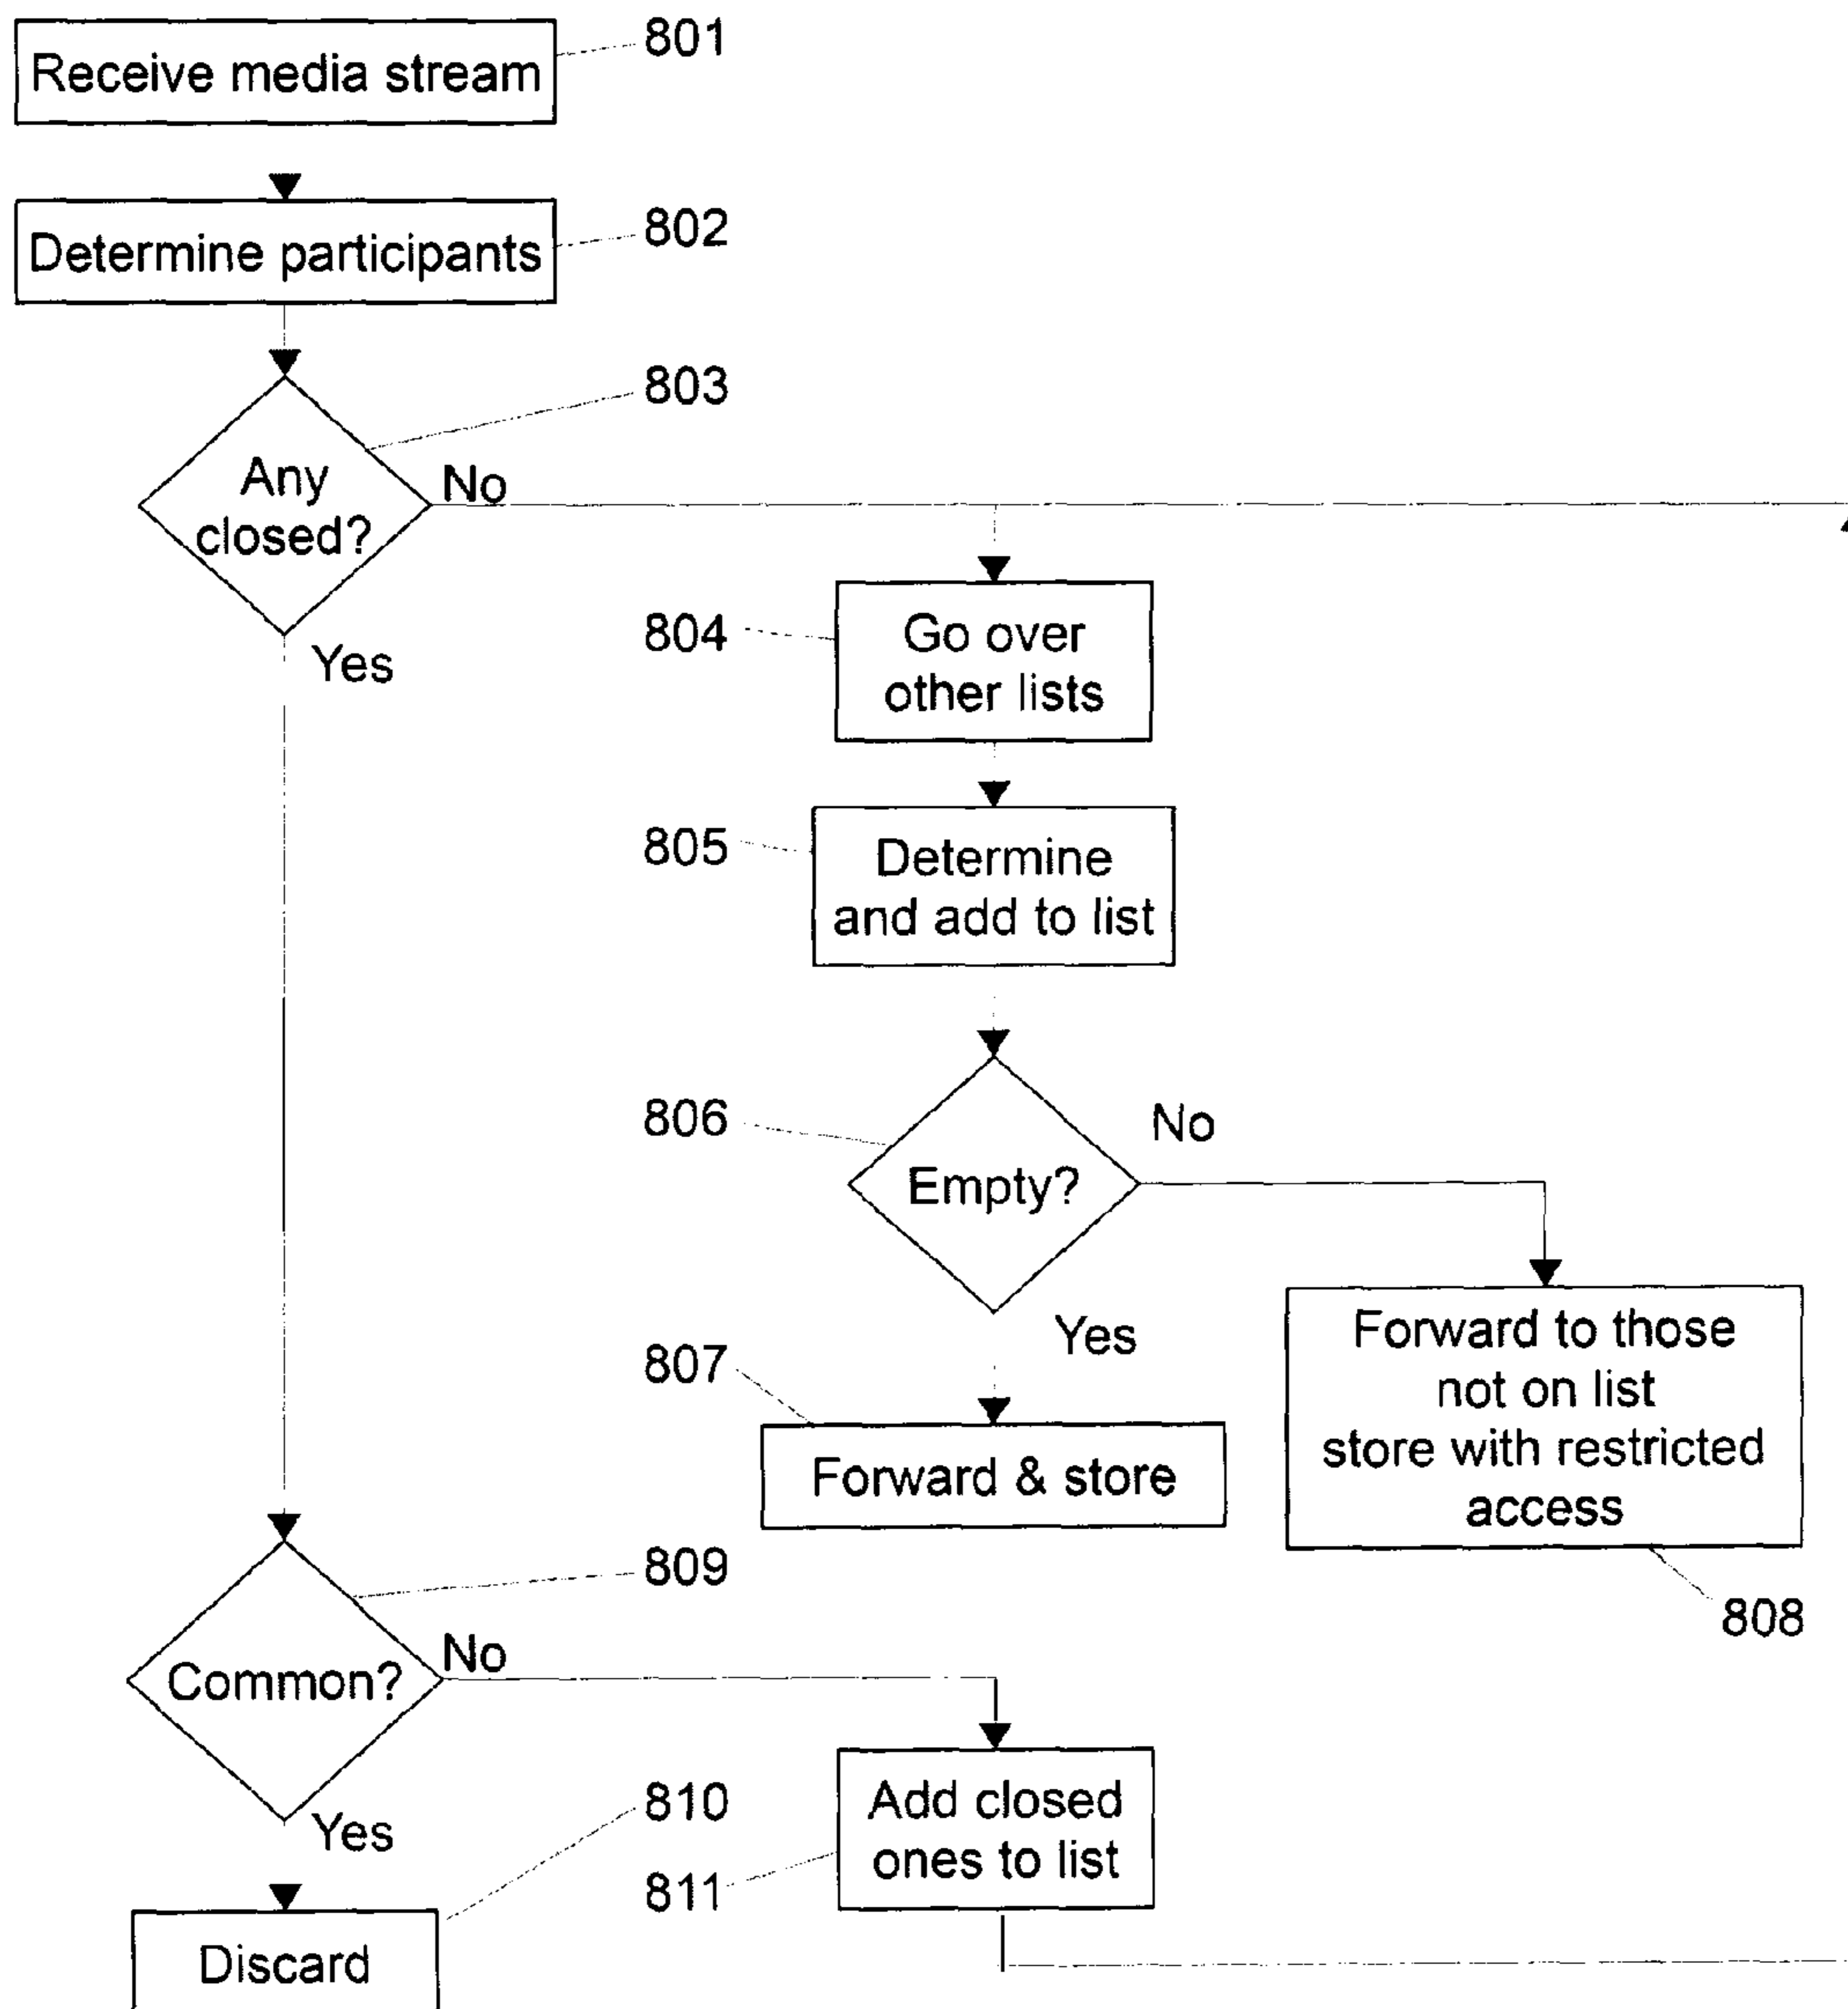 Receive media stream
801
Determine participants
802
803
Any
closed?
No
Yes
804
Go over
other lists
805
Determine
and add to list
806
Empty?
No
Yes
807
Forward & store
Forward to those
not on list
store with restricted
access
808
809
Common?
No
Yes
810
Discard
Add closed
ones to list
811